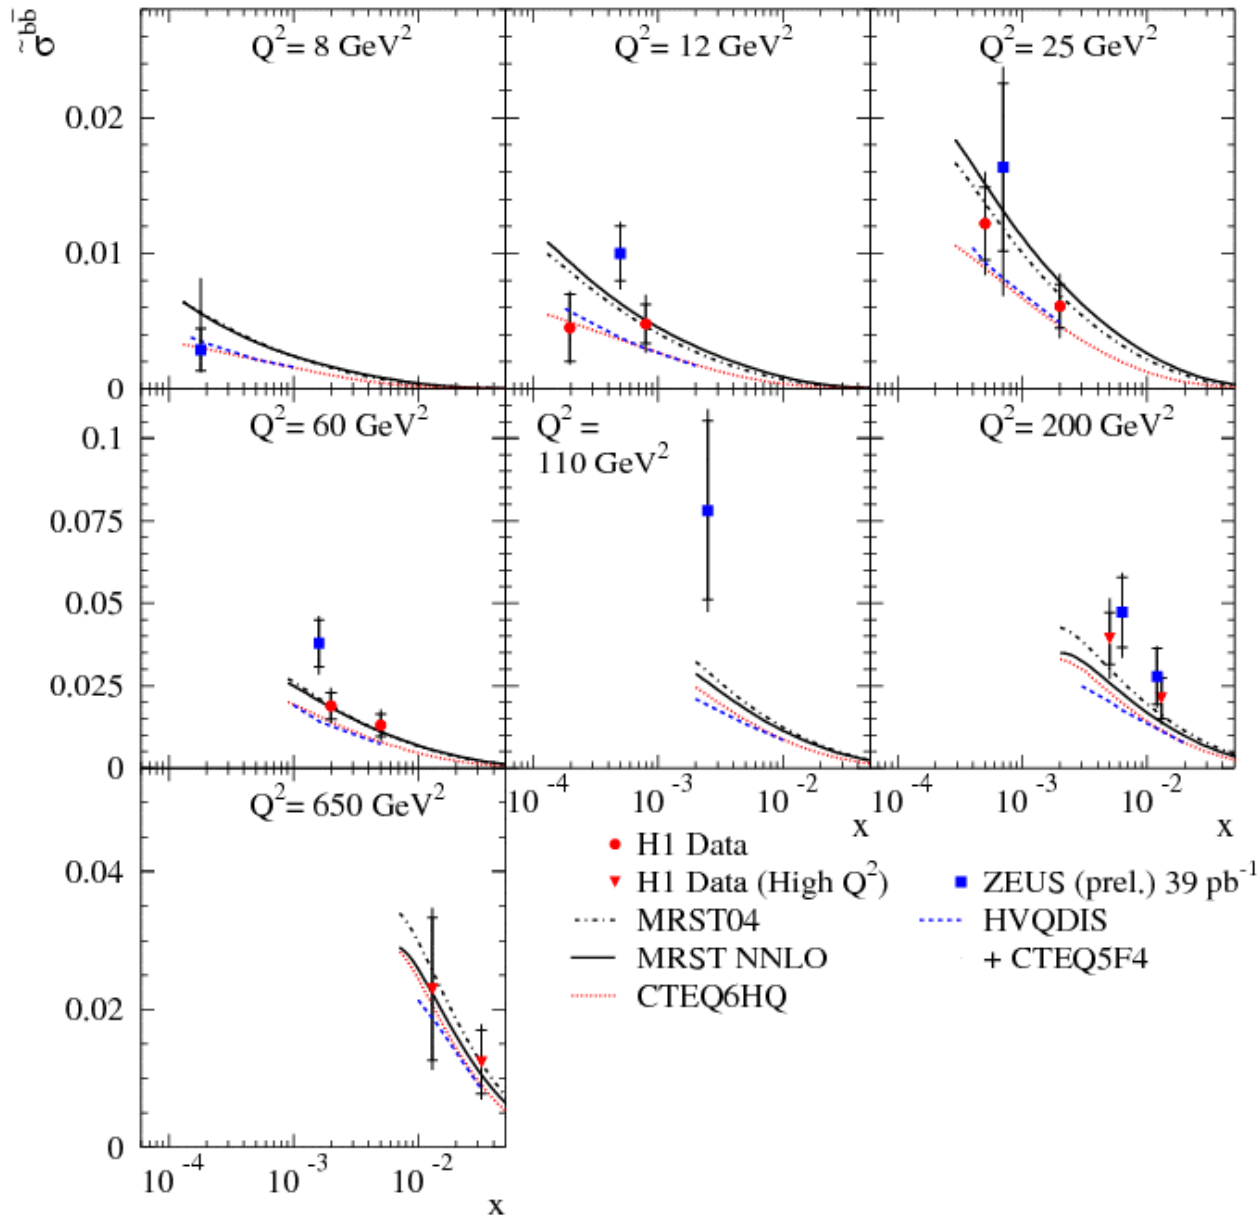 σ̃^bb̄
Q²= 8 GeV²
Q²= 12 GeV²
Q²= 25 GeV²
0.02
0.01
0
Q²= 60 GeV²
Q² =
110 GeV²
Q²= 200 GeV²
0.1
0.075
0.05
0.025
0
10⁻⁴ 10⁻³ 10⁻² x
10⁻⁴ 10⁻³ 10⁻² x
Q²= 650 GeV²
0.04
0.02
0
10⁻⁴ 10⁻³ 10⁻²
x
H1 Data
H1 Data (High Q²)
ZEUS (prel.) 39 pb⁻¹
MRST04
HVQDIS
MRST NNLO
+ CTEQ5F4
CTEQ6HQ